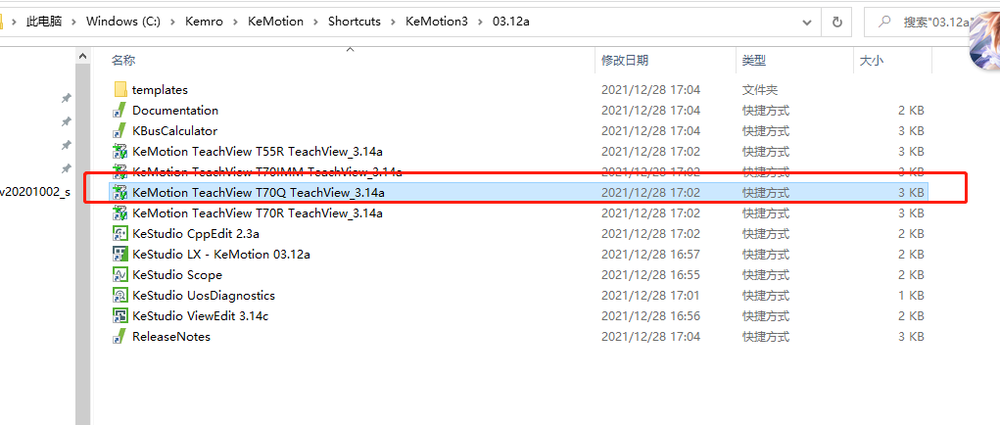 此电脑 › Windows (C:) › Kemro › KeMotion › Shortcuts › KeMotion3 › 03.12a 搜索"03.12a"
名称 修改日期 类型 大小
templates 2021/12/28 17:04 文件夹
Documentation 2021/12/28 17:04 快捷方式 2 KB
KBusCalculator 2021/12/28 17:04 快捷方式 3 KB
KeMotion TeachView T55R TeachView_3.14a 2021/12/28 17:02 快捷方式 3 KB
KeMotion TeachView T70IMM TeachView_3.14a 2021/12/28 17:02 快捷方式 3 KB
v20201002_s KeMotion TeachView T70Q TeachView_3.14a 2021/12/28 17:02 快捷方式 3 KB
KeMotion TeachView T70R TeachView_3.14a 2021/12/28 17:02 快捷方式 3 KB
KeStudio CppEdit 2.3a 2021/12/28 17:02 快捷方式 2 KB
KeStudio LX - KeMotion 03.12a 2021/12/28 16:57 快捷方式 2 KB
KeStudio Scope 2021/12/28 16:55 快捷方式 2 KB
KeStudio UosDiagnostics 2021/12/28 17:01 快捷方式 1 KB
KeStudio ViewEdit 3.14c 2021/12/28 16:56 快捷方式 2 KB
ReleaseNotes 2021/12/28 17:04 快捷方式 3 KB